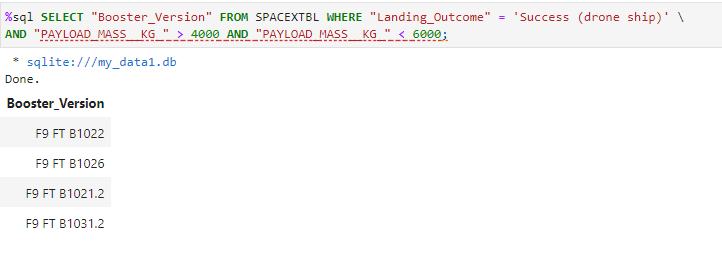 %sql SELECT "Booster_Version" FROM SPACEXTBL WHERE "Landing_Outcome" = 'Success (drone ship)' \
AND "PAYLOAD_MASS__KG_" > 4000 AND "PAYLOAD_MASS__KG_" < 6000;
* sqlite:///my_data1.db
Done.
Booster_Version
F9 FT B1022
F9 FT B1026
F9 FT B1021.2
F9 FT B1031.2